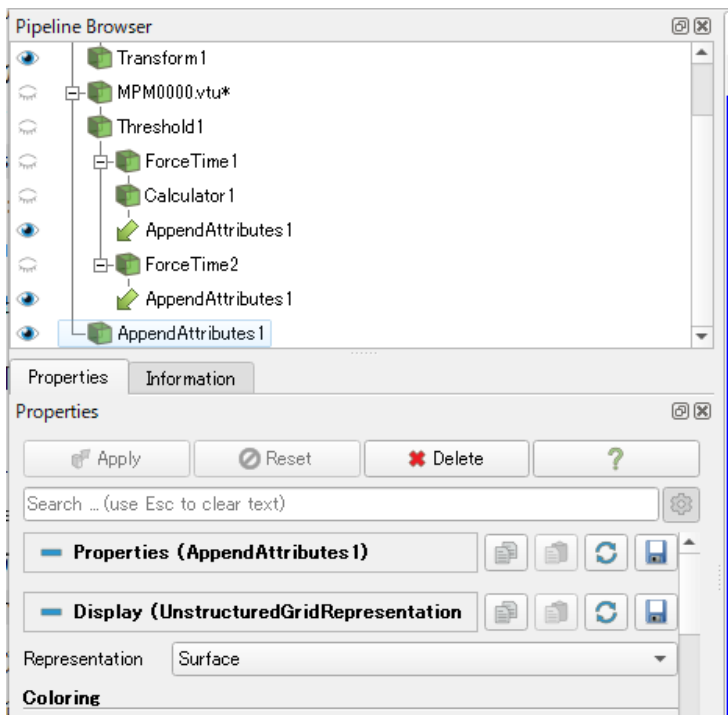 Pipeline Browser
Transform1
MPM0000.vtu*
Threshold1
ForceTime1
Calculator1
AppendAttributes1
ForceTime2
AppendAttributes1
AppendAttributes1
Properties Information
Properties
Apply Reset Delete ?
Search ... (use Esc to clear text)
Properties (AppendAttributes1)
Display (UnstructuredGridRepresentation
Representation Surface
Coloring